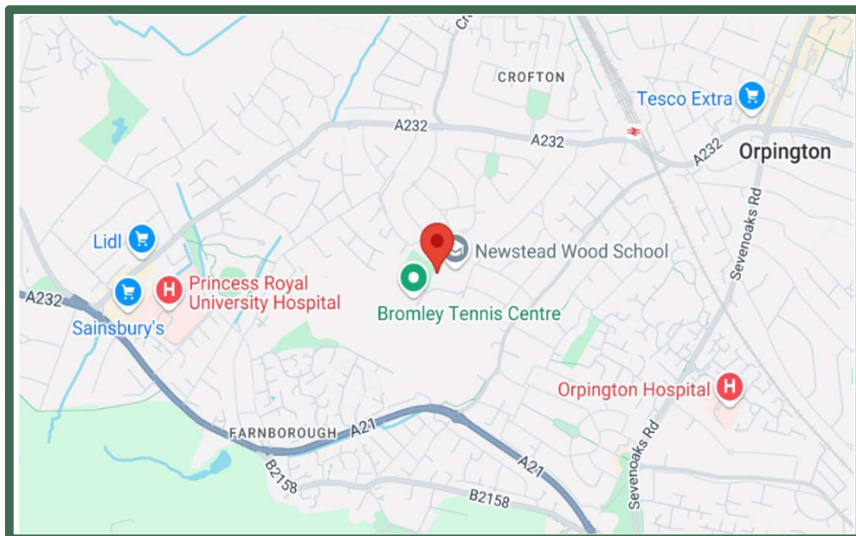 Cro
CROFTON
Tesco Extra
A232
A232
A232
Orpington
Sevenoaks Rd
Lidl
Newstead Wood School
Princess Royal
University Hospital
A232
Bromley Tennis Centre
Sainsbury's
Orpington Hospital
FARNBOROUGH
A21
A21
Sevenoaks Rd
B2158
B2158